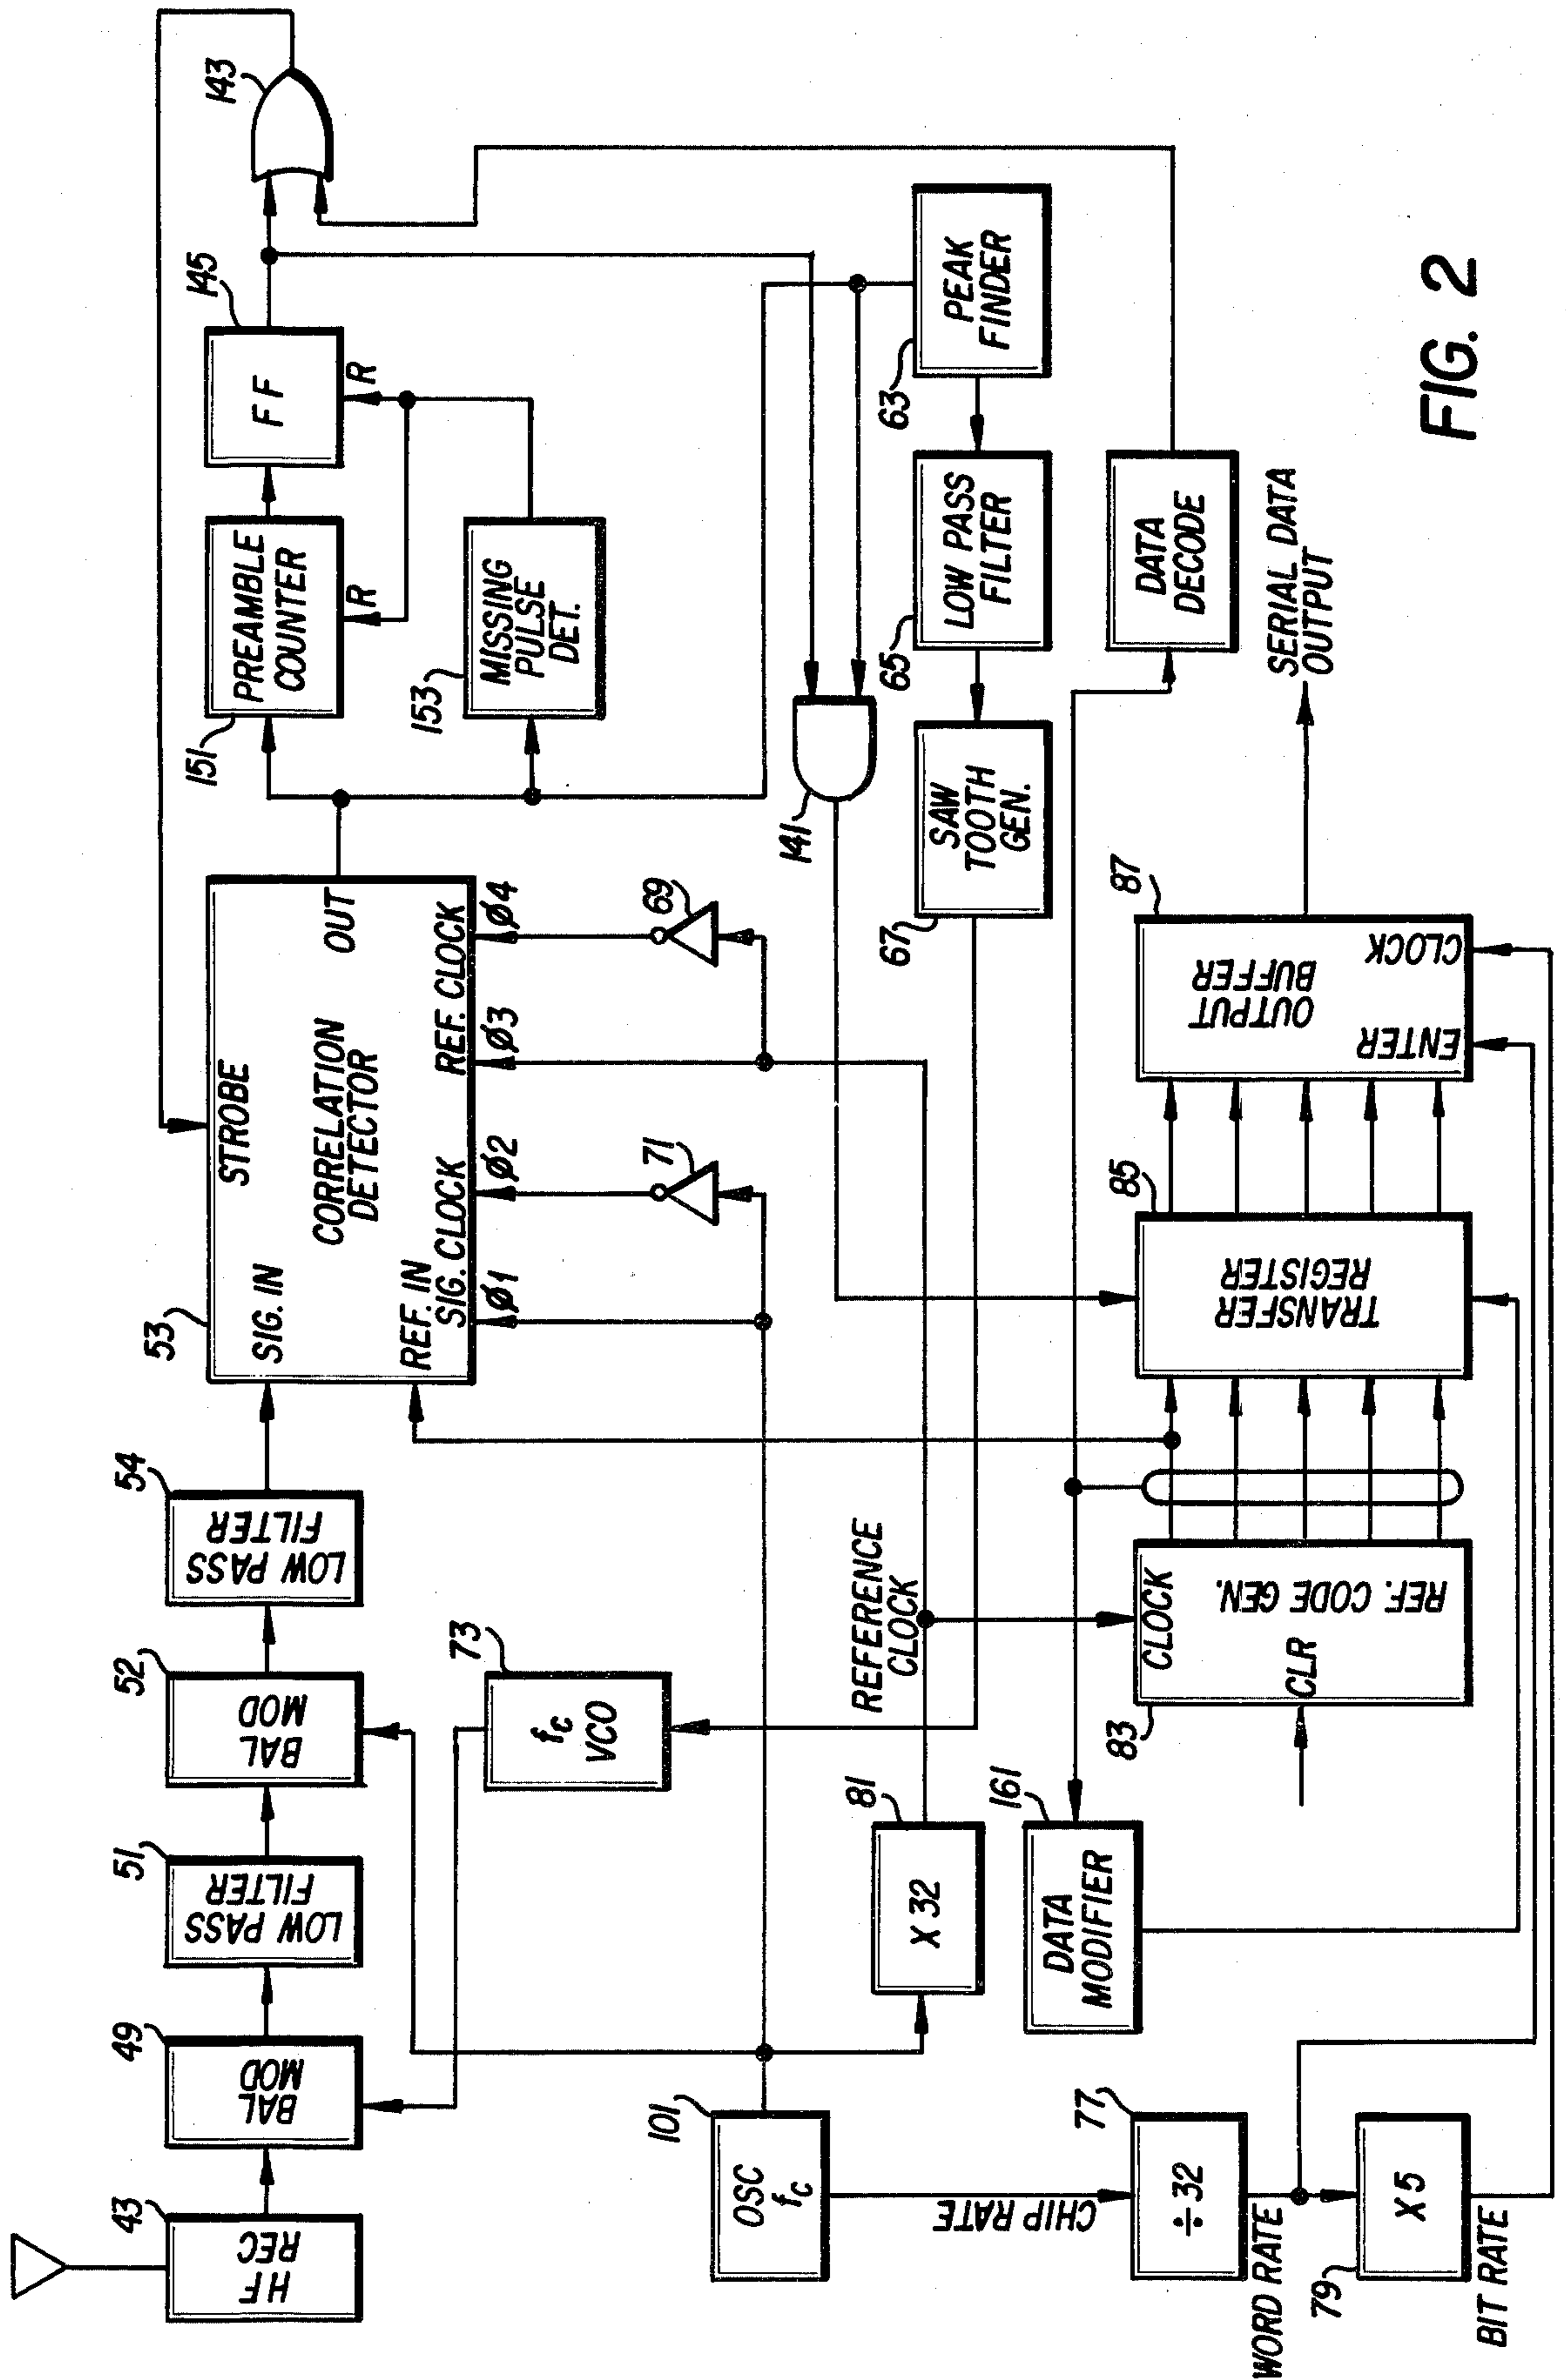 43
HF
REC
49
BAL
MOD
51
LOW PASS
FILTER
52
BAL
MOD
54
LOW PASS
FILTER
53
STROBE
SIG. IN
CORRELATION
DETECTOR
OUT
REF. IN
SIG. CLOCK
REF. CLOCK
Ø1
Ø2
Ø3
Ø4
71
69
151
PREAMBLE
COUNTER
R
145
FF
R
143
153
MISSING
PULSE
DET.
141
63
PEAK
FINDER
65
LOW PASS
FILTER
67
SAW
TOOTH
GEN.
73
fc
VCO
101
OSC
fc
81
X 32
REFERENCE
CLOCK
161
DATA
MODIFIER
DATA
DECODE
CHIP RATE
77
÷32
WORD RATE
79
X 5
BIT RATE
83
CLOCK
REF. CODE GEN.
CLR
85
TRANSFER
REGISTER
87
OUTPUT
BUFFER
ENTER
CLOCK
SERIAL DATA
OUTPUT
FIG. 2